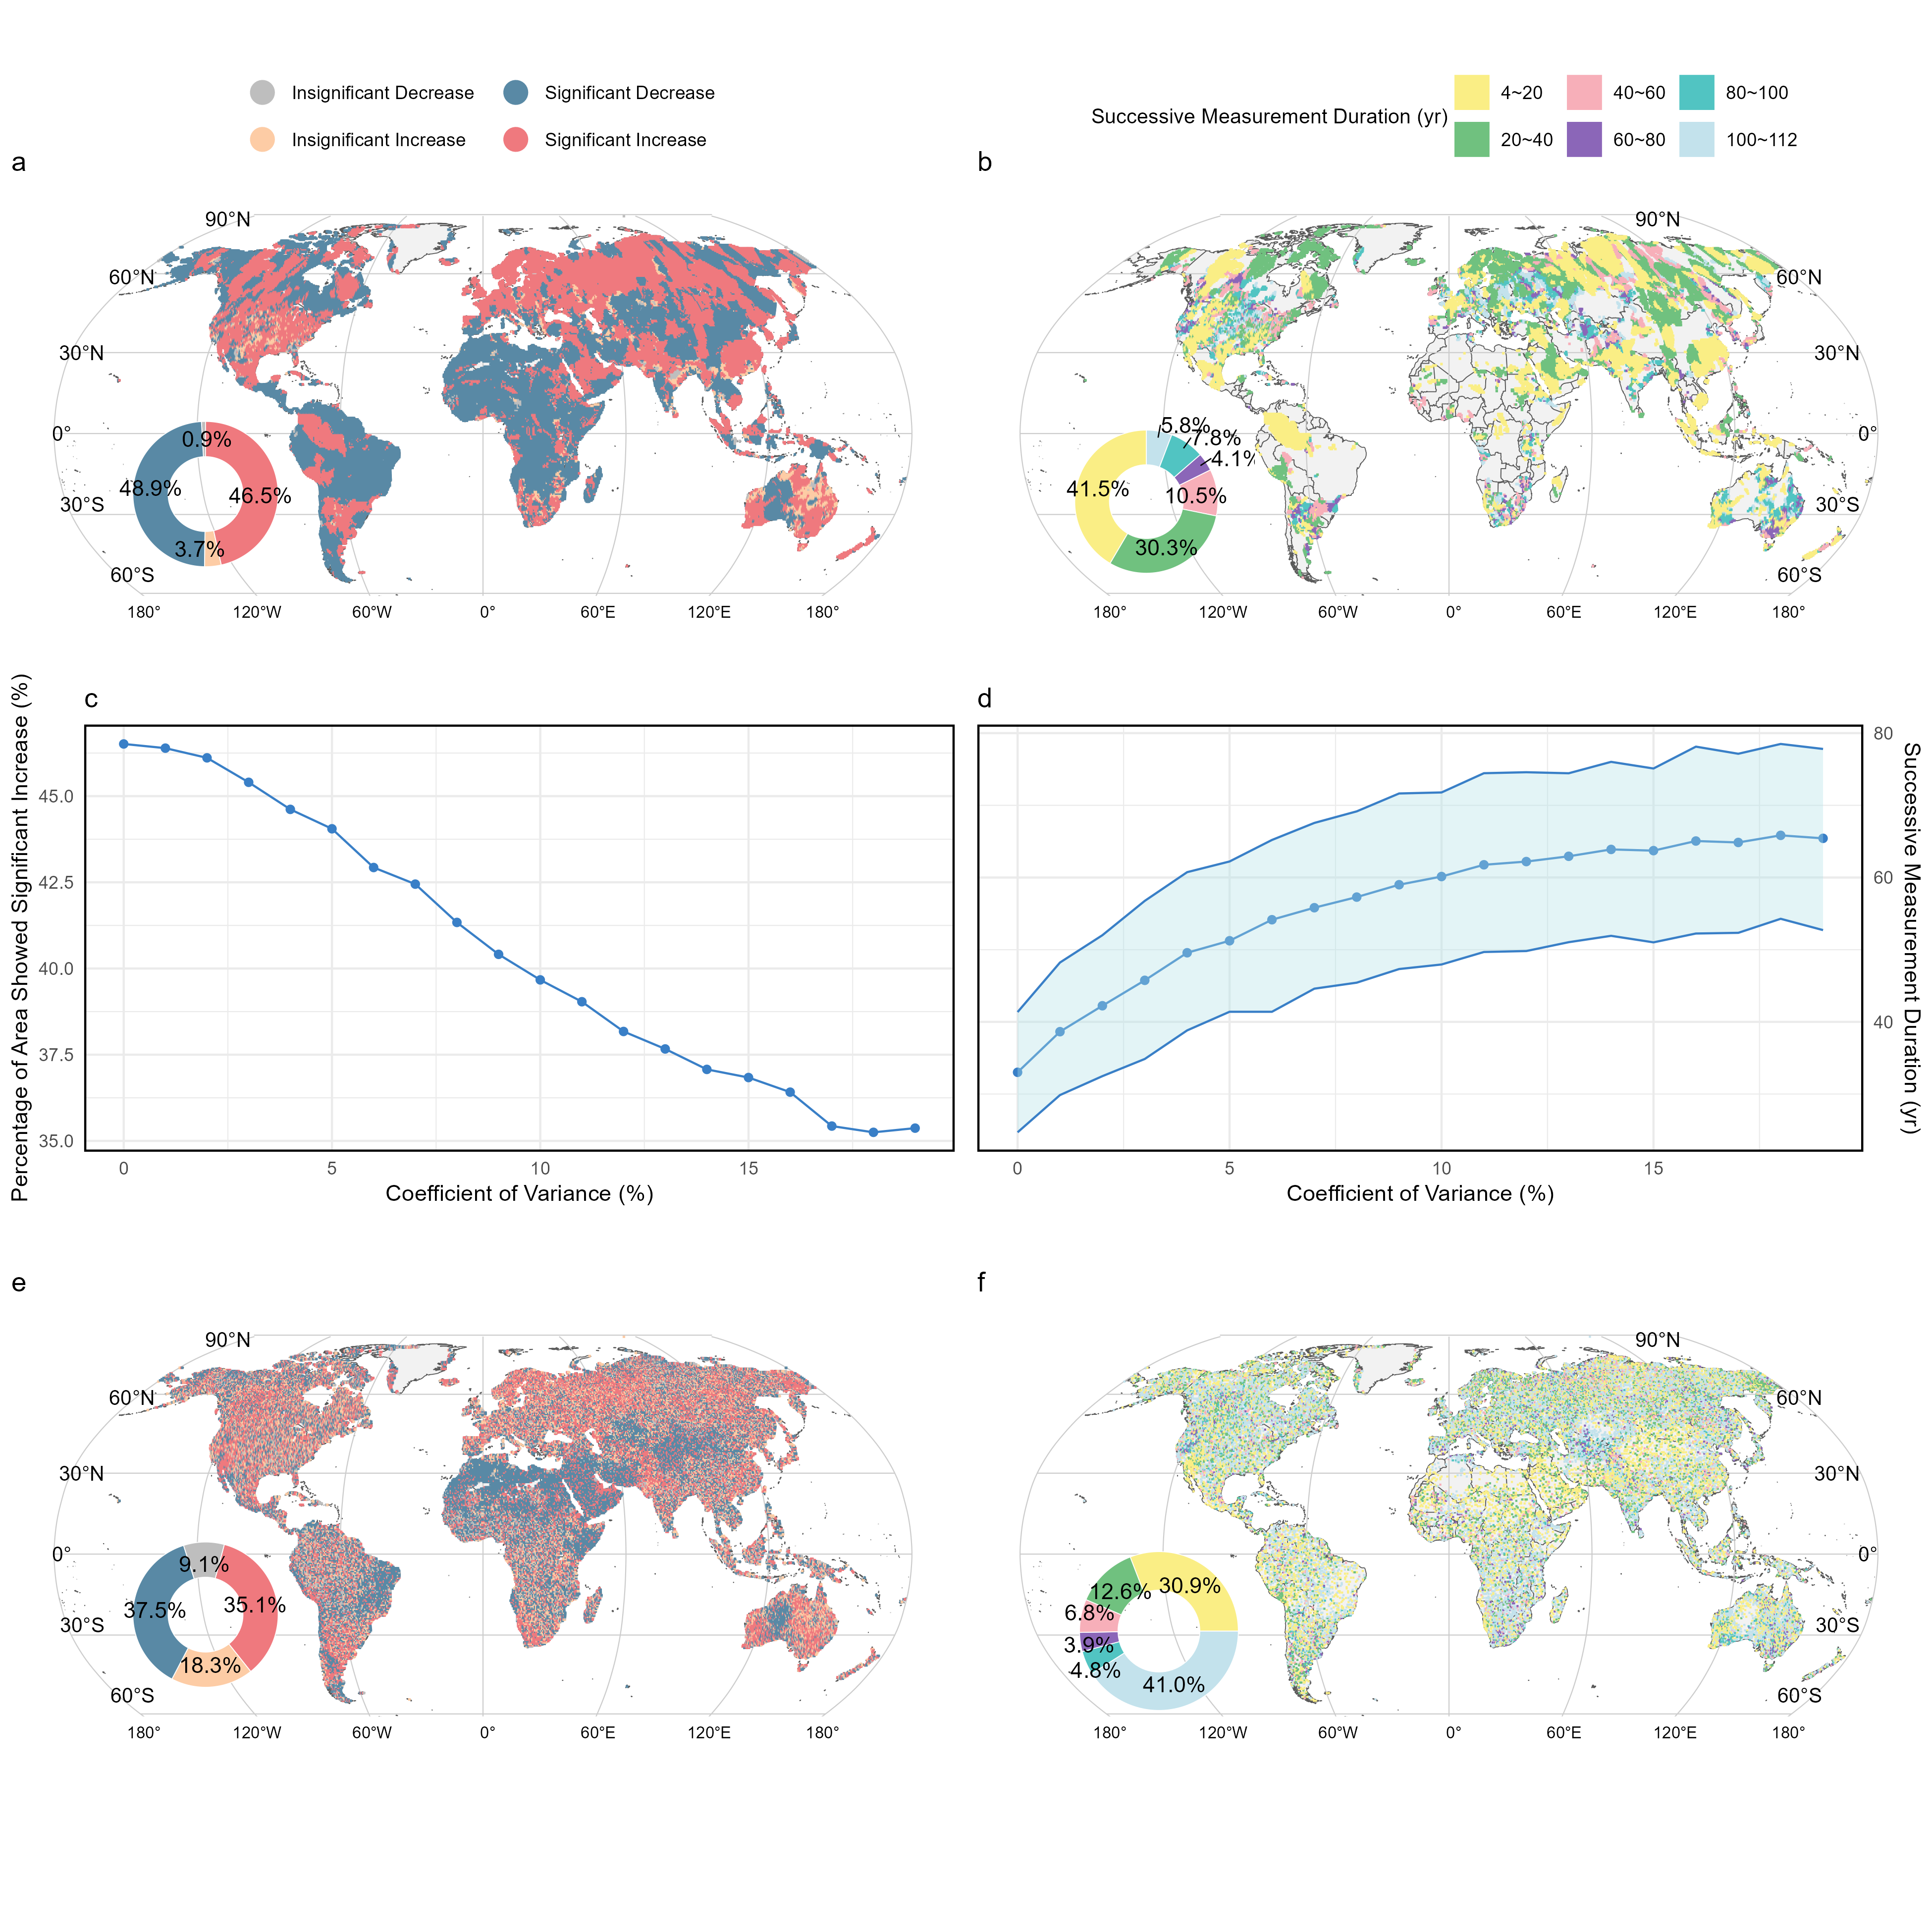 Insignificant Decrease
Significant Decrease
Insignificant Increase
Significant Increase
Successive Measurement Duration (yr)
4~20
40~60
80~100
20~40
60~80
100~112
a
90°N
60°N
30°N
0°
30°S
60°S
0.9%
48.9%
46.5%
3.7%
180°
120°W
60°W
0°
60°E
120°E
180°
b
90°N
60°N
30°N
0°
30°S
60°S
5.8%
7.8%
4.1%
41.5%
10.5%
30.3%
180°
120°W
60°W
0°
60°E
120°E
180°
c
Percentage of Area Showed Significant Increase (%)
45.0
42.5
40.0
37.5
35.0
0
5
10
15
Coefficient of Variance (%)
d
80
60
40
Successive Measurement Duration (yr)
0
5
10
15
Coefficient of Variance (%)
e
90°N
60°N
30°N
0°
30°S
60°S
9.1%
37.5%
35.1%
18.3%
180°
120°W
60°W
0°
60°E
120°E
180°
f
90°N
60°N
30°N
0°
30°S
60°S
12.6%
30.9%
6.8%
3.9%
4.8%
41.0%
180°
120°W
60°W
0°
60°E
120°E
180°